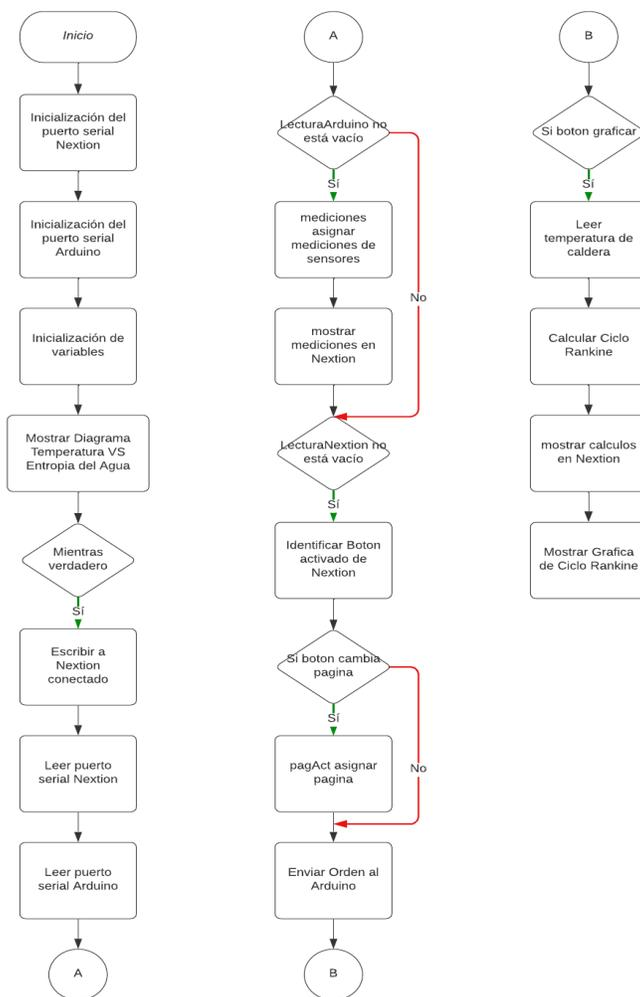 Inicio
Inicialización del
puerto serial
Nextion
Inicialización del
puerto serial
Arduino
Inicialización de
variables
Mostrar Diagrama
Temperatura VS
Entropia del Agua
Mientras
verdadero
Sí
Escribir a
Nextion
conectado
Leer puerto
serial Nextion
Leer puerto
serial Arduino
A
A
LecturaArduino no
está vacío
Sí
No
mediciones
asignar
mediciones de
sensores
mostrar
mediciones en
Nextion
LecturaNextion no
está vacío
Sí
Identificar Boton
activado de
Nextion
Si boton cambia
pagina
Sí
No
pagAct asignar
pagina
Enviar Orden al
Arduino
B
B
Si boton graficar
Sí
Leer
temperatura de
caldera
Calcular Ciclo
Rankine
mostrar calculos
en Nextion
Mostrar Grafica
de Ciclo Rankine